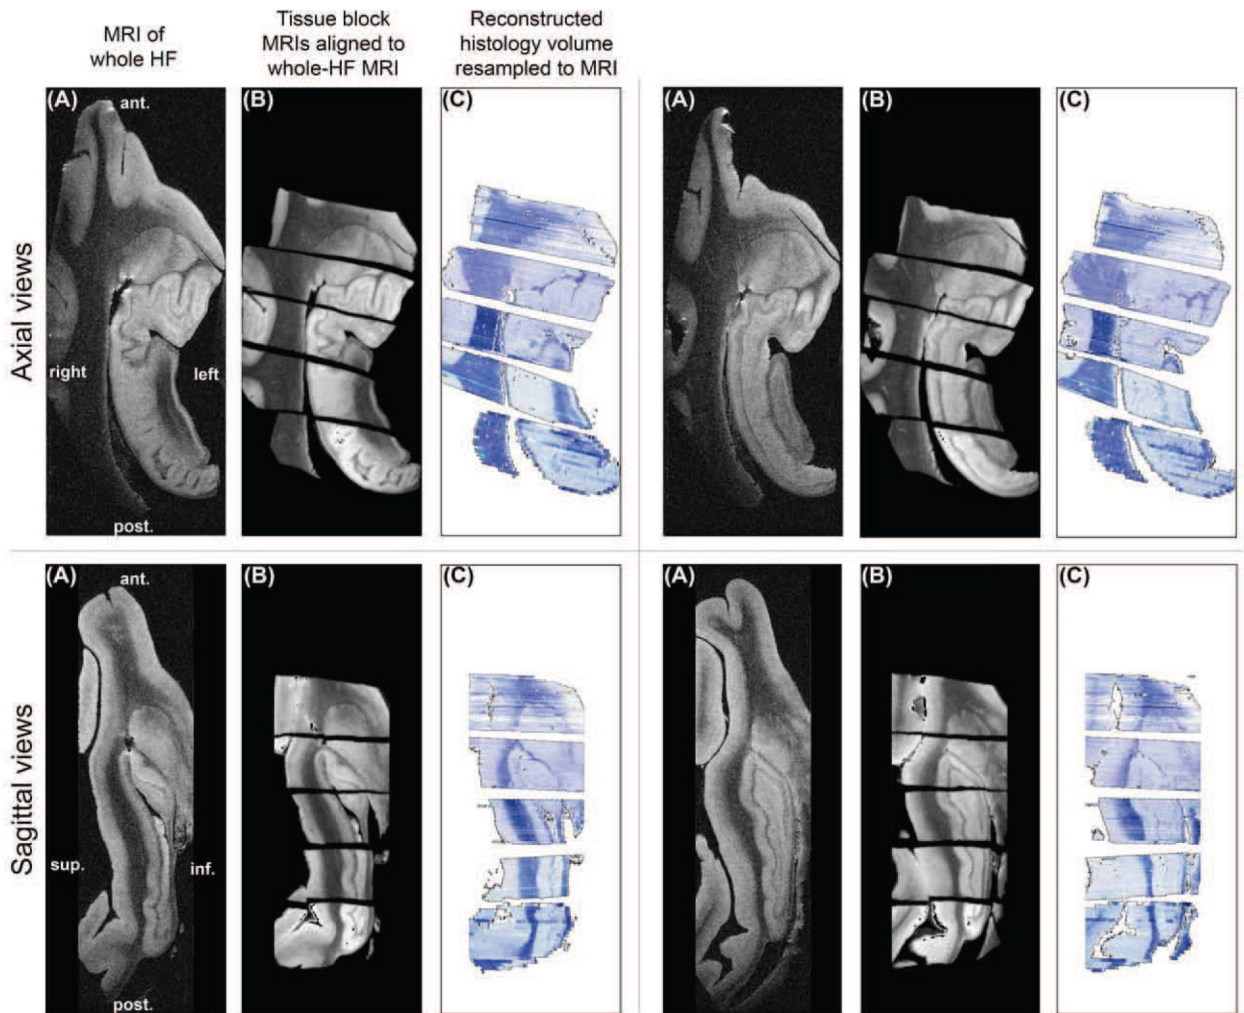 MRI of
whole HF
Tissue block
MRIs aligned to
whole-HF MRI
Reconstructed
histology volume
resampled to MRI
Axial views
(A)
ant.
right
left
post.
(B)
(C)
(A)
(B)
(C)
Sagittal views
(A)
ant.
sup.
inf.
post.
(B)
(C)
(A)
(B)
(C)